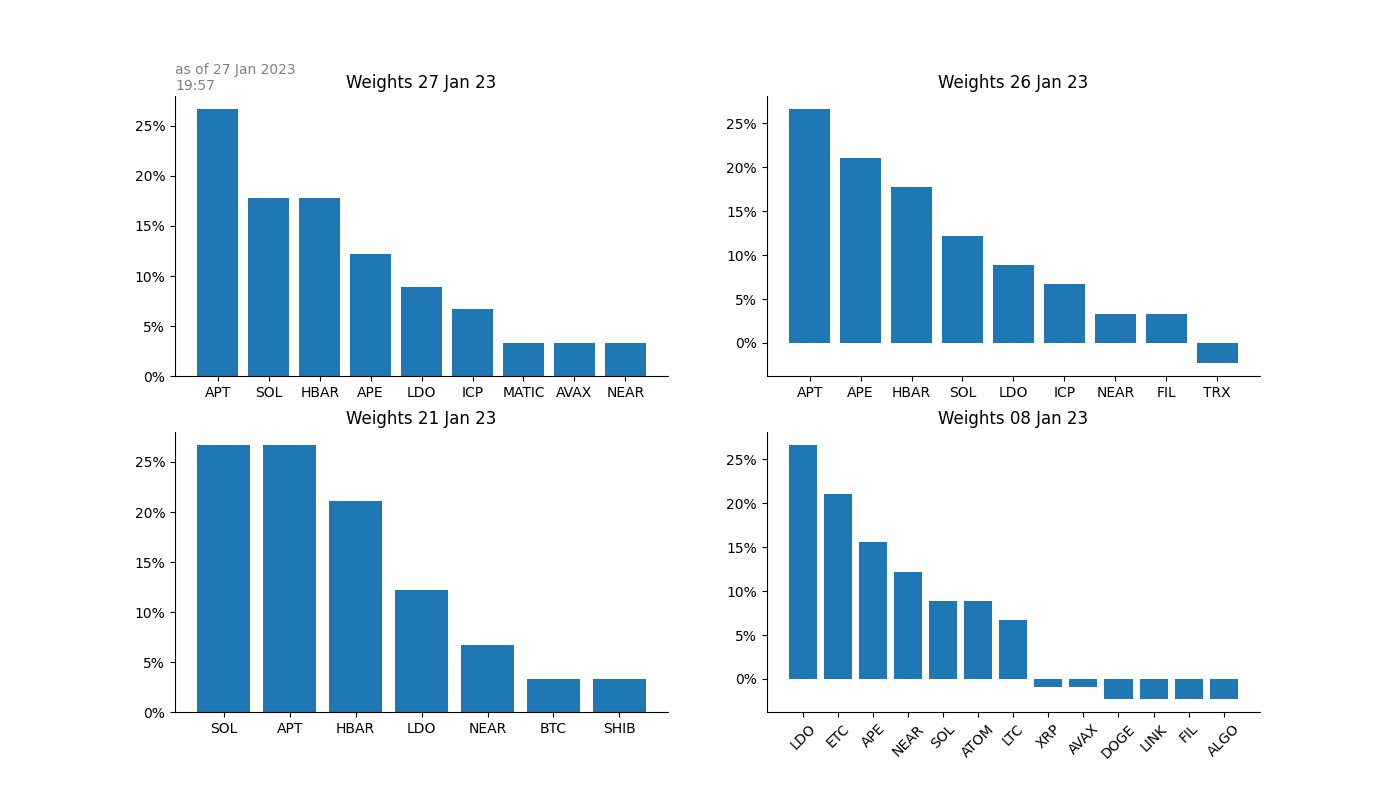 as of 27 Jan 2023
19:57
Weights 27 Jan 23
25%
20%
15%
10%
5%
0%
APT SOL HBAR APE LDO ICP MATIC AVAX NEAR
Weights 26 Jan 23
25%
20%
15%
10%
5%
0%
APT APE HBAR SOL LDO ICP NEAR FIL TRX
Weights 21 Jan 23
25%
20%
15%
10%
5%
0%
SOL APT HBAR LDO NEAR BTC SHIB
Weights 08 Jan 23
25%
20%
15%
10%
5%
0%
LDO ETC APE NEAR SOL ATOM LTC XRP AVAX DOGE LINK FIL ALGO